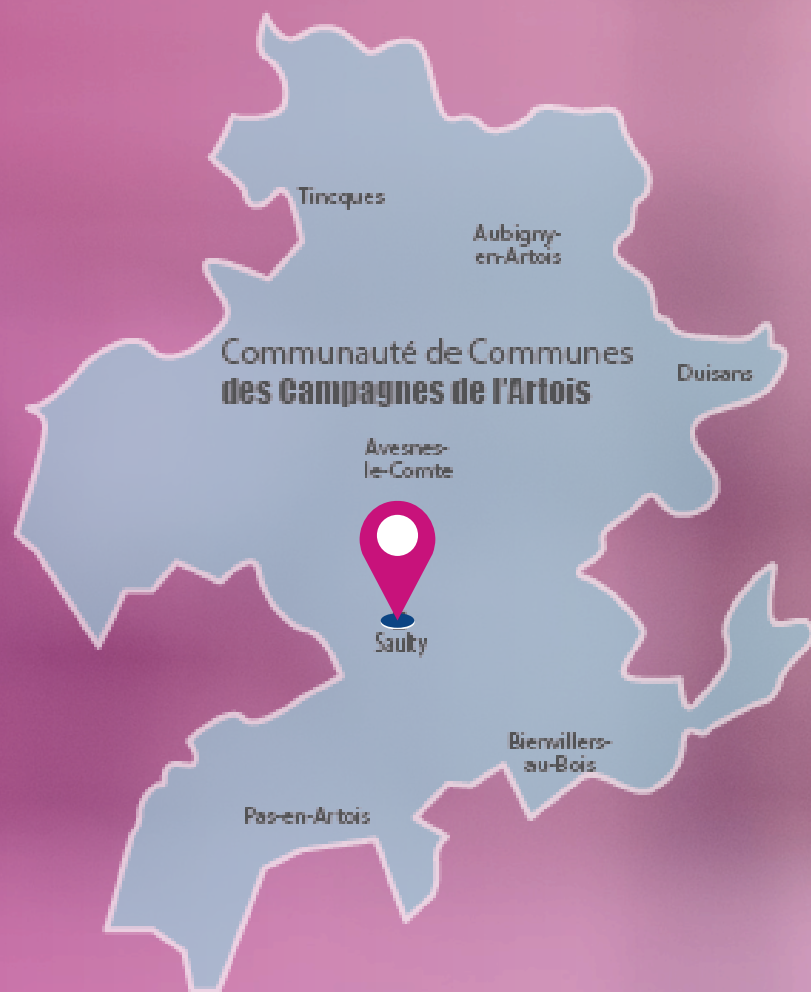 Tincques
Aubigny-
en-Artois
Communauté de Communes
des Campagnes de l'Artois
Duisans
Avesnes-
le-Comte
Saulty
Bienvillers-
au-Bois
Pas-en-Artois